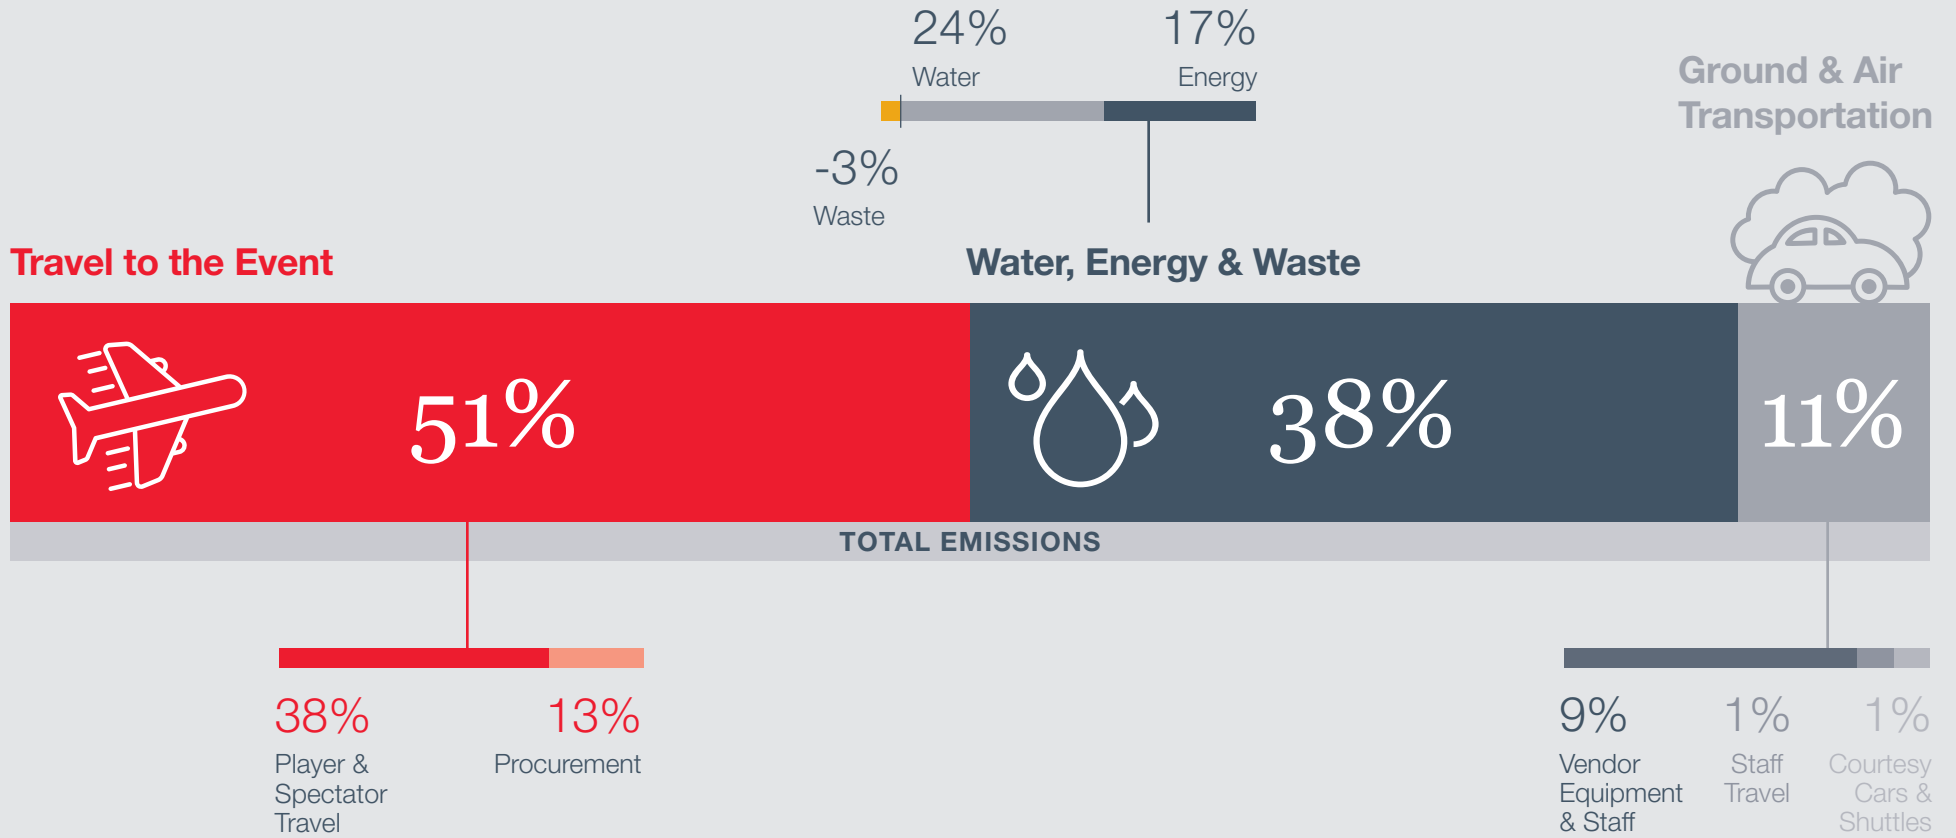 24%
Water
17%
Energy
-3%
Waste
Ground & Air
Transportation
Travel to the Event
Water, Energy & Waste
51%
38%
11%
TOTAL EMISSIONS
38%
Player &
Spectator
Travel
13%
Procurement
9%
Vendor
Equipment
& Staff
1%
Staff
Travel
1%
Courtesy
Cars &
Shuttles